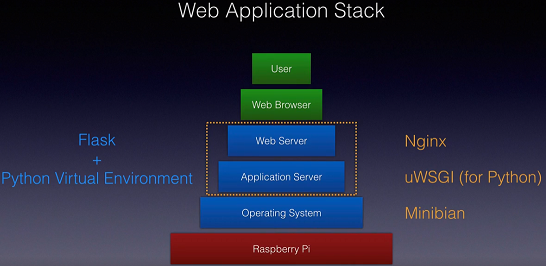 Web Application Stack
User
Web Browser
Web Server
Application Server
Operating System
Raspberry Pi
Flask
+
Python Virtual Environment
Nginx
uWSGI (for Python)
Minibian